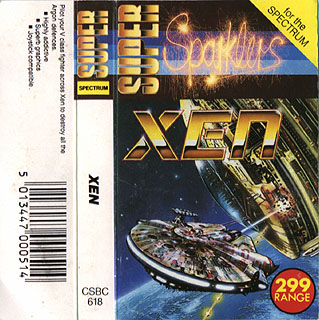 Pilot your V class fighter across Xen to destroy all the
Argon defences.
■ Highly addictive
■ Superb graphics
■ Joystick compatible.
5 013447 000514
SUPER
SPECTRUM
XEN
CSBC
618
SUPER
Sparklers
for the
SPECTRUM
XEN
299
RANGE